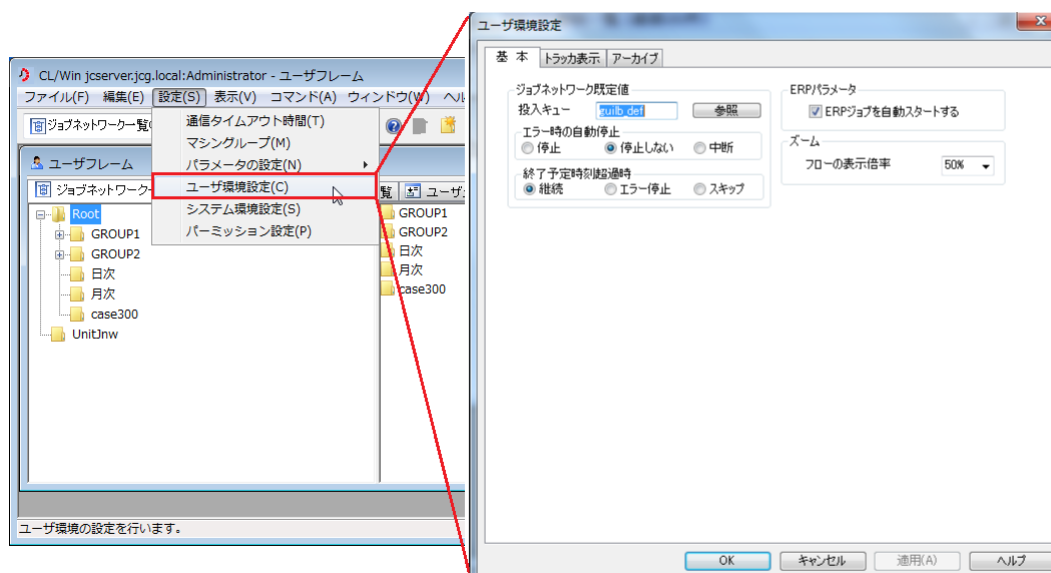 CL/Win jcserver.jcg.local:Administrator - ユーザフレーム
ファイル(F) 編集(E) 設定(S) 表示(V) コマンド(A) ウィンドウ(W) ヘル
ジョブネットワーク一覧(
通信タイムアウト時間(T)
マシングループ(M)
パラメータの設定(N)
ユーザ環境設定(C)
システム環境設定(S)
パーミッション設定(P)
ユーザフレーム
ジョブネットワーク一
覧 ユーザ
Root
GROUP1
GROUP2
日次
月次
case300
UnitJnw
GROUP1
GROUP2
日次
月次
case300
ユーザ環境の設定を行います。
ユーザ環境設定
基 本 トラッカ表示 アーカイブ
ジョブネットワーク既定値
投入キュー guilb_def 参照
エラー時の自動停止
停止 停止しない 中断
終了予定時刻超過時
継続 エラー停止 スキップ
ERPパラメータ
ERPジョブを自動スタートする
ズーム
フローの表示倍率 50%
OK キャンセル 適用(A) ヘルプ